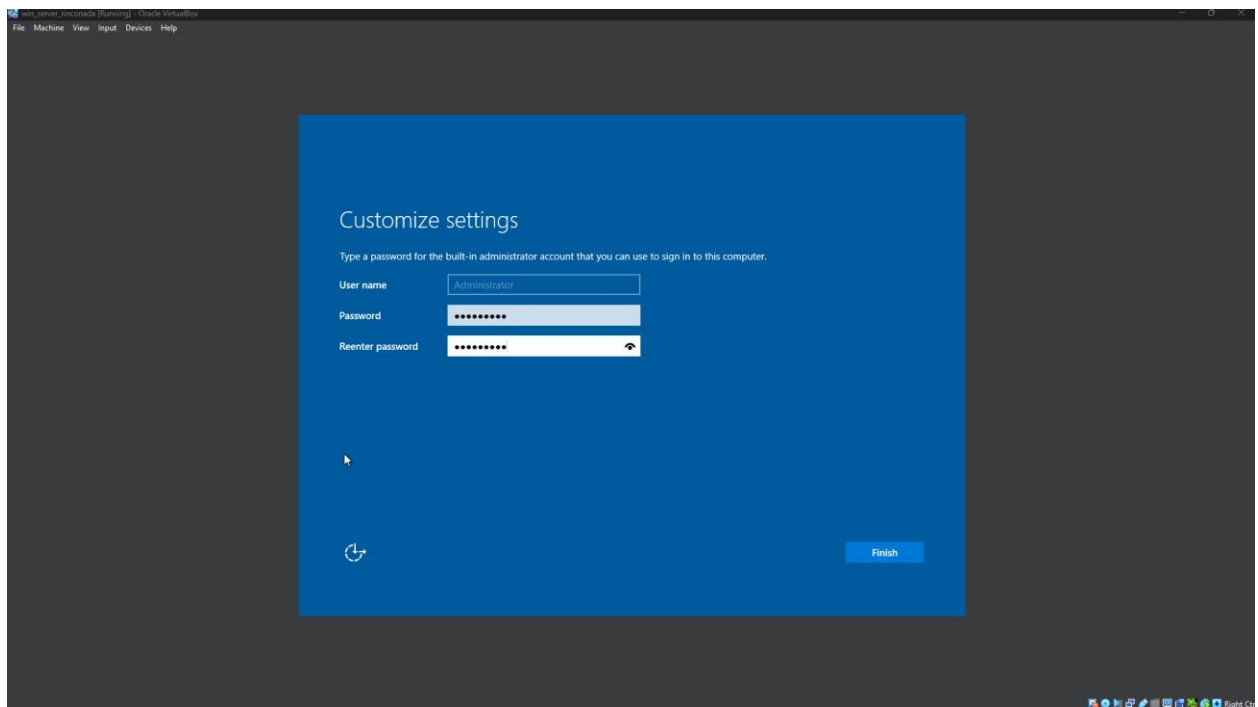 win_server_rinconada [Running] - Oracle VirtualBox
File Machine View Input Devices Help
Customize settings
Type a password for the built-in administrator account that you can use to sign in to this computer.
User name Administrator
Password •••••••••
Reenter password •••••••••
Finish
Right Ct